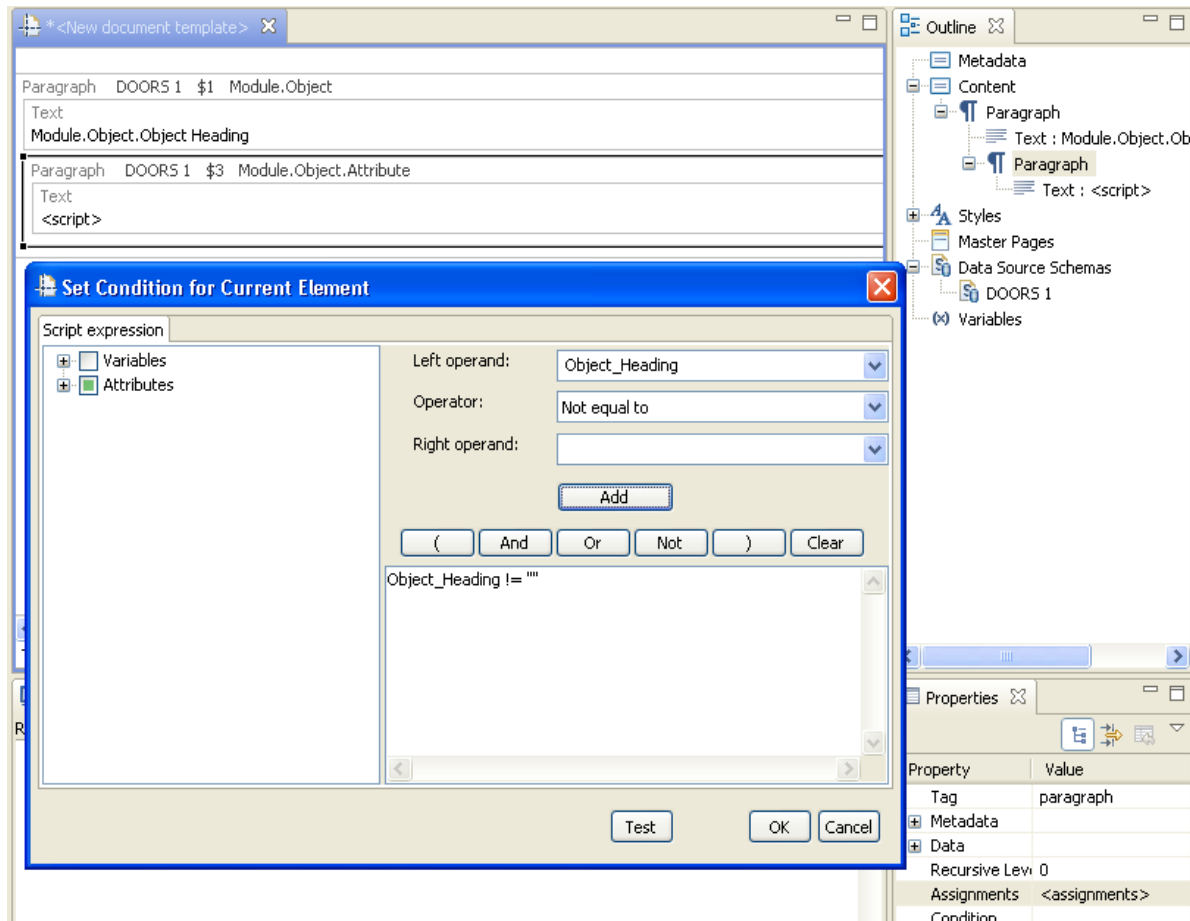 *<New document template>
Paragraph DOORS 1 $1 Module.Object
Text
Module.Object.Object Heading
Paragraph DOORS 1 $3 Module.Object.Attribute
Text
<script>
Outline
Metadata
Content
Paragraph
Text : Module.Object.Ob
Paragraph
Text : <script>
Styles
Master Pages
Data Source Schemas
DOORS 1
Variables
Set Condition for Current Element
Script expression
Variables
Attributes
Left operand: Object_Heading
Operator: Not equal to
Right operand:
Add
( And Or Not ) Clear
Object_Heading != ""
Test OK Cancel
R
Properties
Property Value
Tag paragraph
Metadata
Data
Recursive Lev 0
Assignments <assignments>
Condition